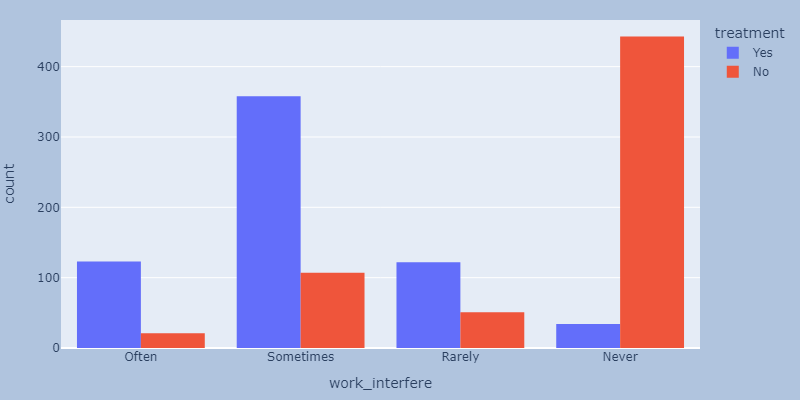 treatment
Yes
No
count
400
300
200
100
0
Often Sometimes Rarely Never
work_interfere